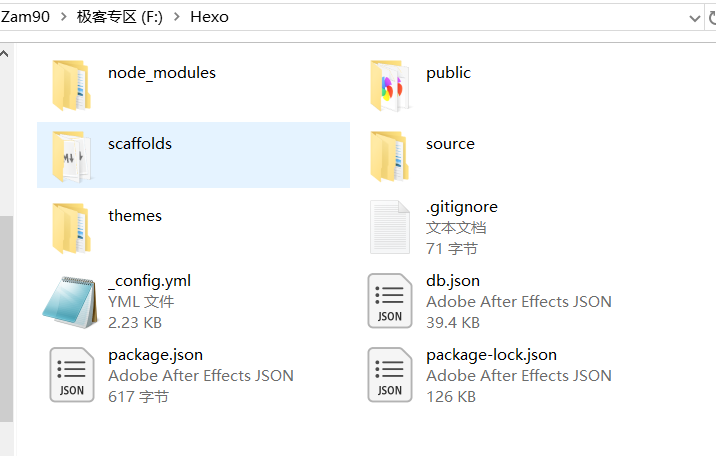 Zam90 > 极客专区 (F:) > Hexo
node_modules
public
scaffolds
source
themes
.gitignore
文本文档
71 字节
_config.yml
YML 文件
2.23 KB
db.json
Adobe After Effects JSON
39.4 KB
JSON
package.json
Adobe After Effects JSON
617 字节
JSON
package-lock.json
Adobe After Effects JSON
126 KB
JSON